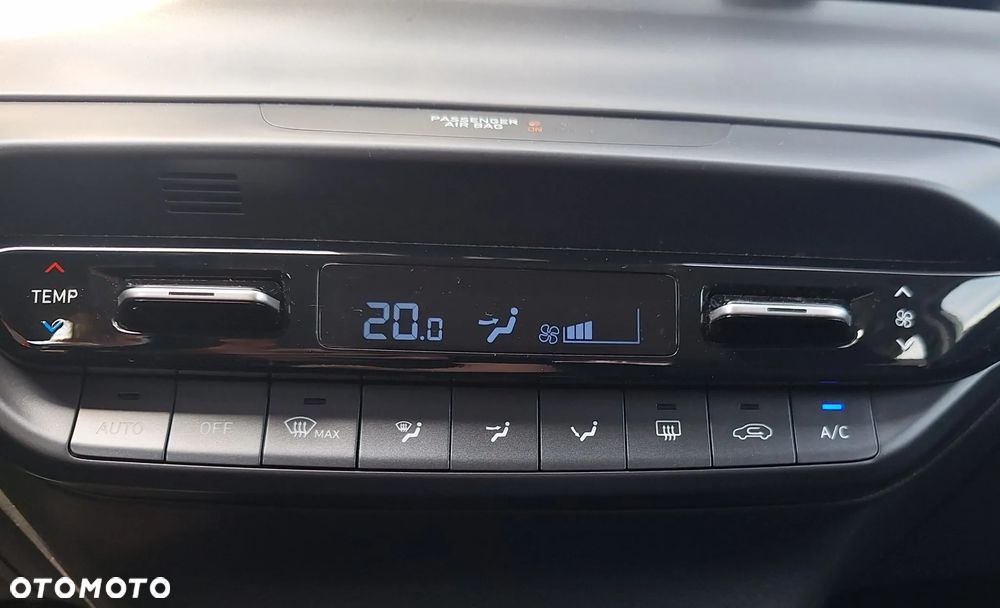 PASSENGER
AIR BAG ON
TEMP
20.0
AUTO OFF MAX A/C
OTOMOTO